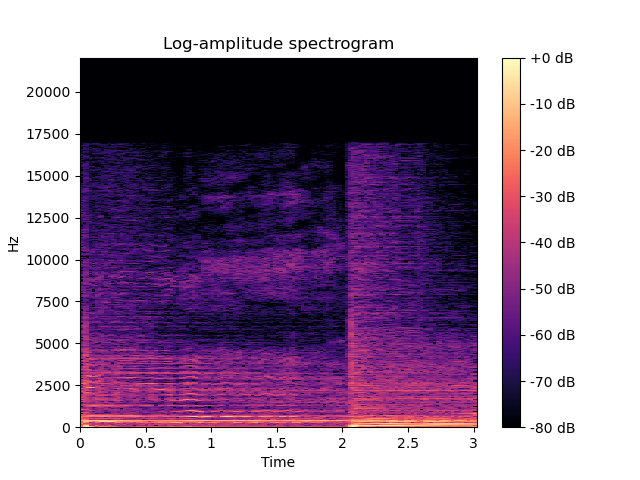 Log-amplitude spectrogram
Hz
20000
17500
15000
12500
10000
7500
5000
2500
0
0 0.5 1 1.5 2 2.5 3
Time
+0 dB
-10 dB
-20 dB
-30 dB
-40 dB
-50 dB
-60 dB
-70 dB
-80 dB